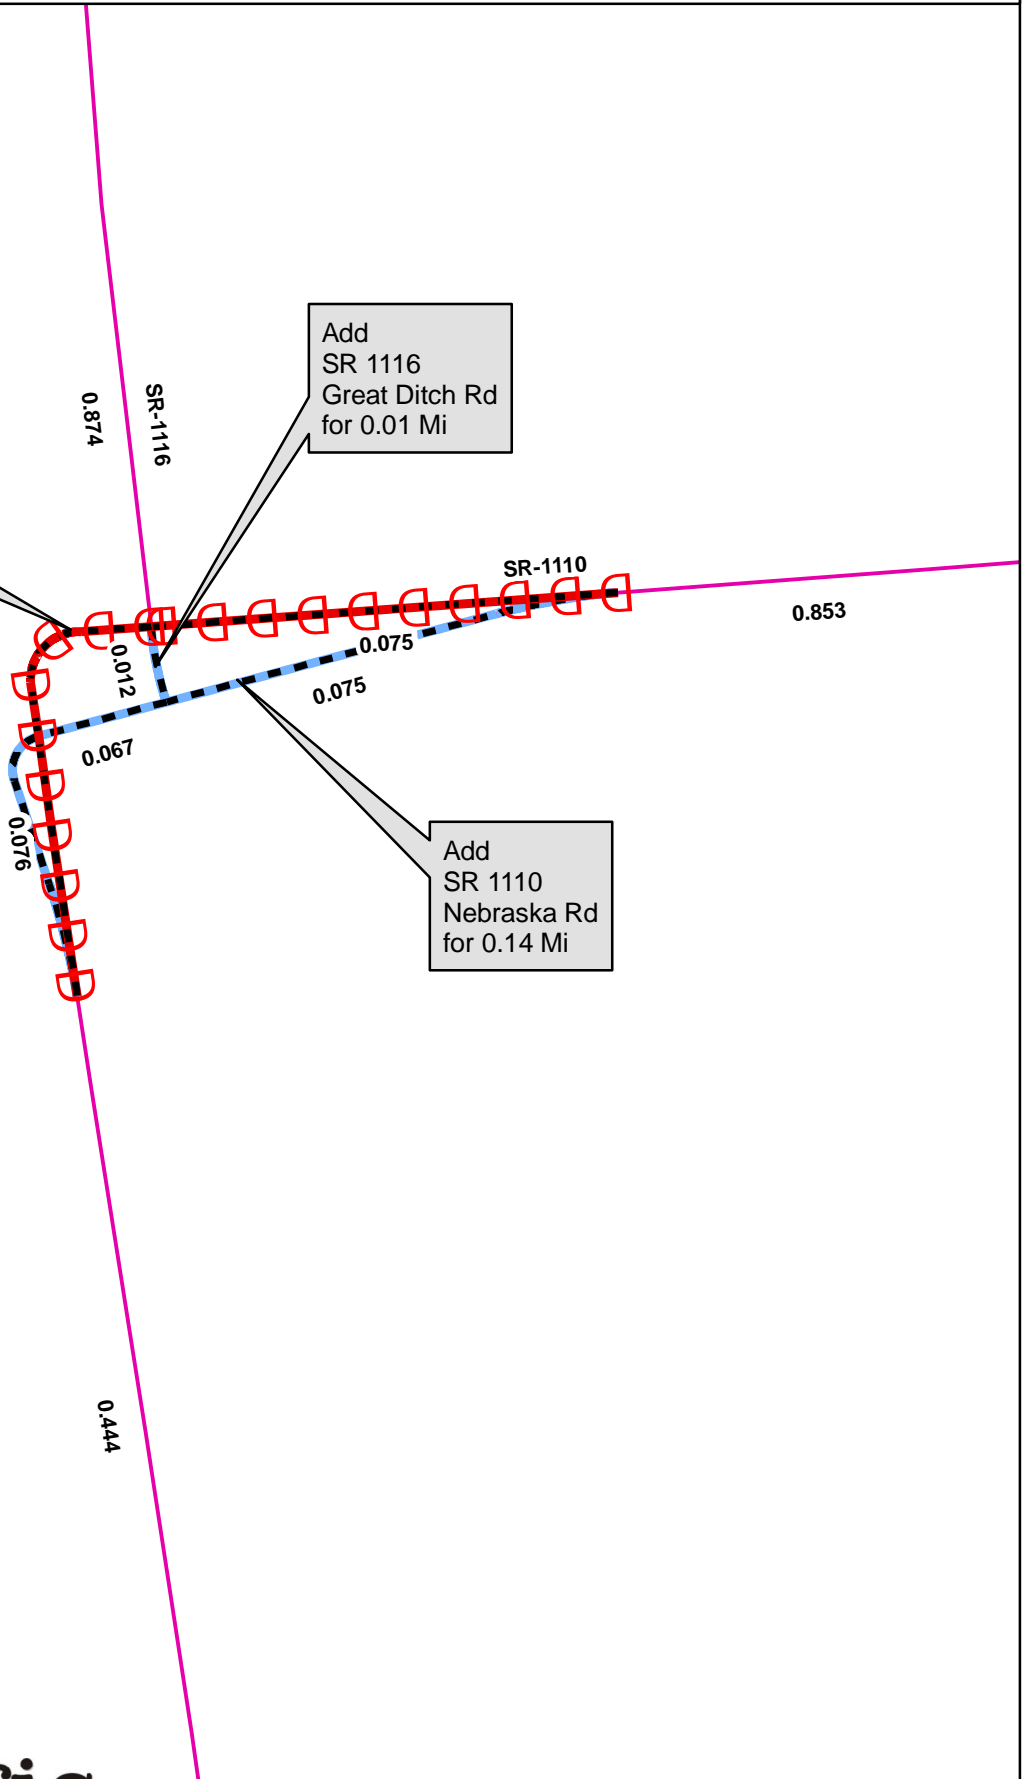 Add
SR 1116
Great Ditch Rd
for 0.01 Mi
0.874
SR-1116
SR-1110
0.853
0.075
0.012
0.075
0.067
0.076
Add
SR 1110
Nebraska Rd
for 0.14 Mi
0.444